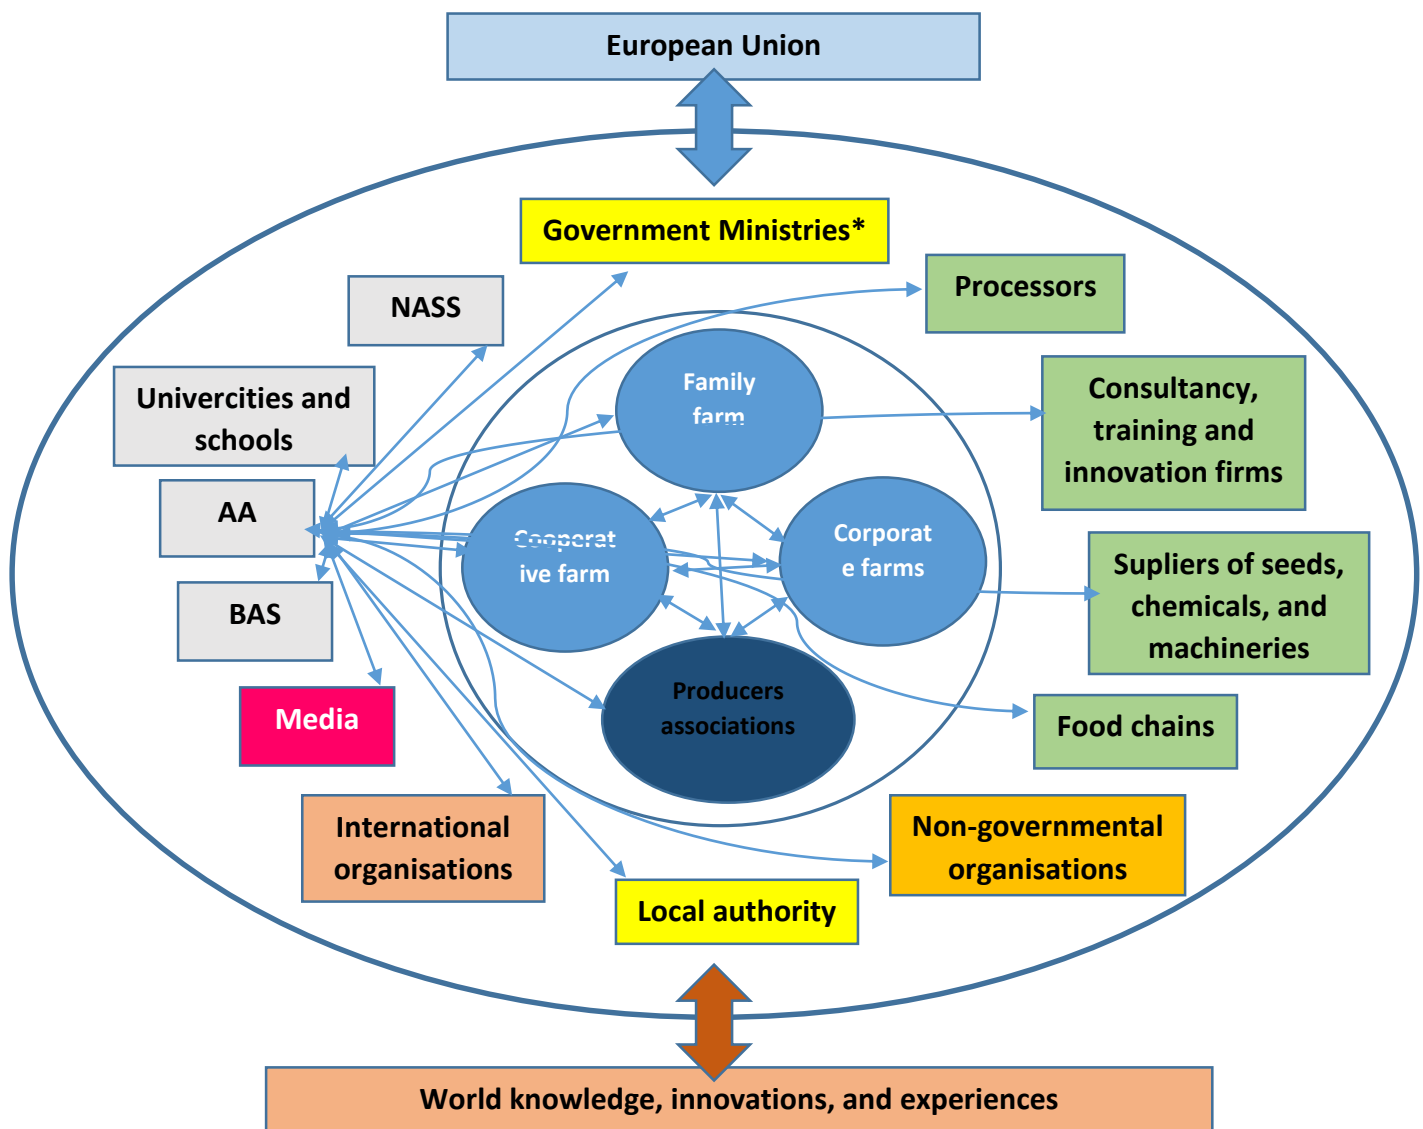 European Union
Government Ministries*
NASS
Processors
Univercities and
schools
Family
farm
Consultancy,
training and
innovation firms
AA
Cooperat
ive farm
Corporat
e farms
BAS
Supliers of seeds,
chemicals, and
machineries
Media
Producers
associations
Food chains
International
organisations
Non-governmental
organisations
Local authority
World knowledge, innovations, and experiences